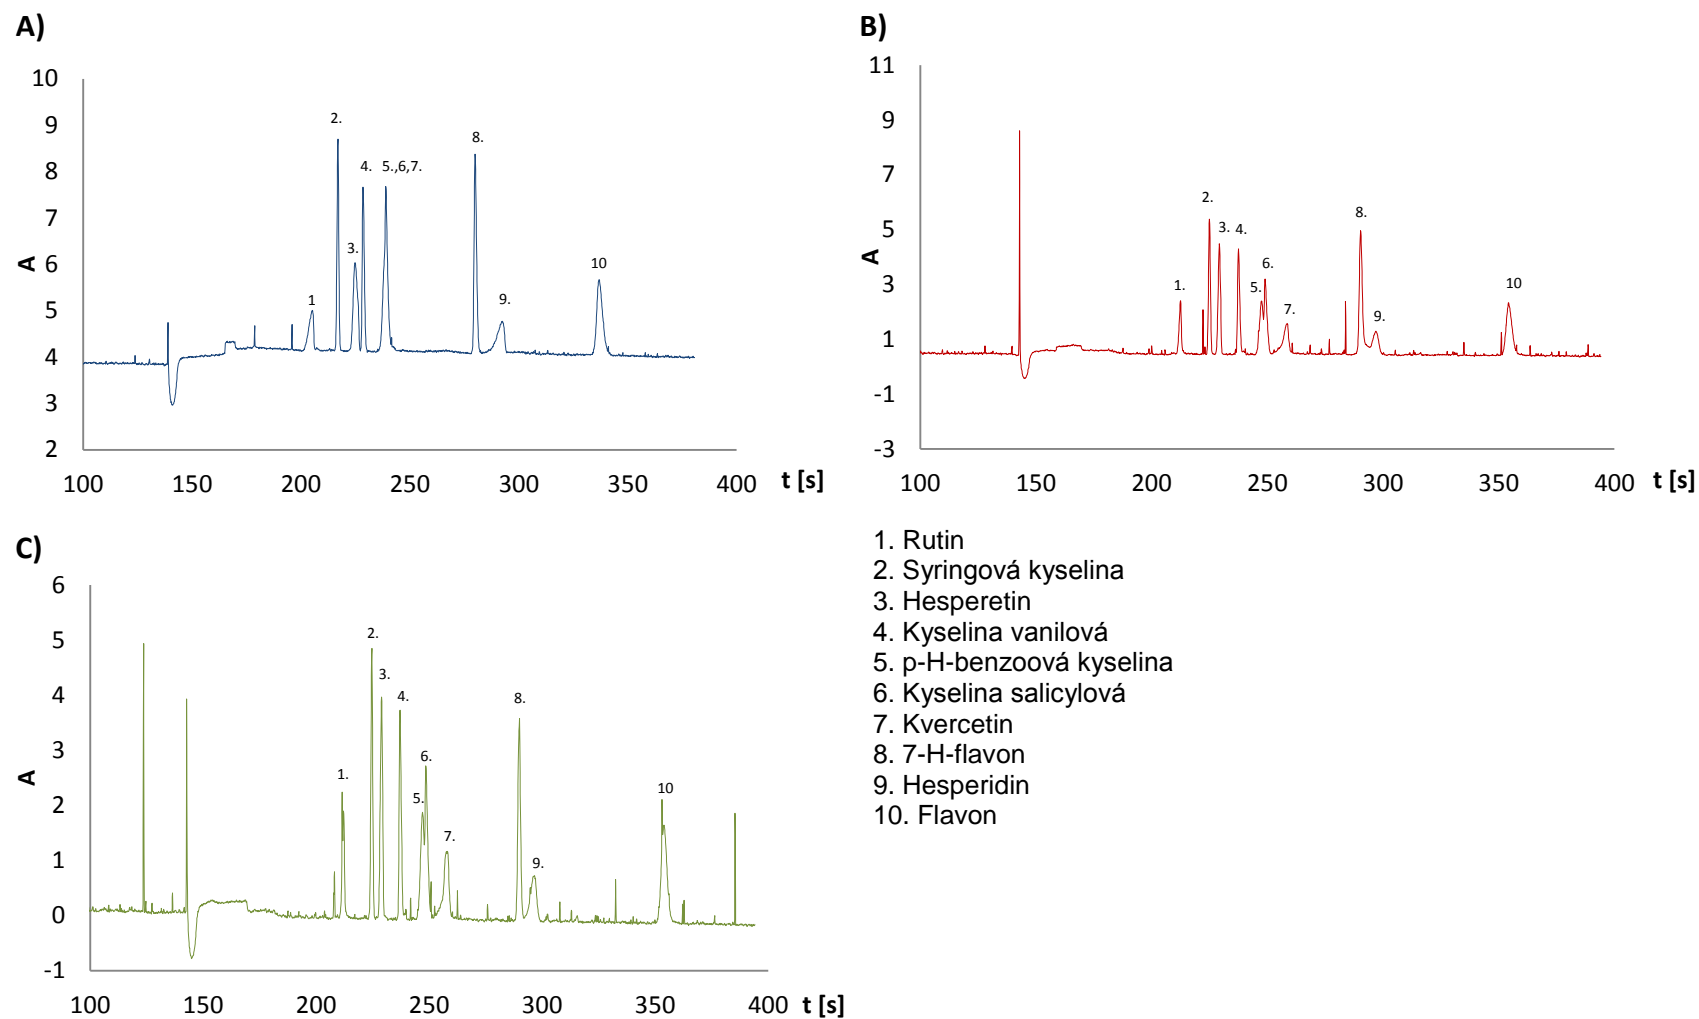 A)
10
9
8
7
6
5
4
3
2
A
100 150 200 250 300 350 400 t [s]
1
2.
3.
4.
5.,6,7.
8.
9.
10
B)
11
9
7
5
3
1
-1
-3
A
100 150 200 250 300 350 400 t [s]
1.
2.
3.
4.
5.
6.
7.
8.
9.
10
C)
6
5
4
3
2
1
0
-1
A
100 150 200 250 300 350 400 t [s]
1.
2.
3.
4.
5.
6.
7.
8.
9.
10
1. Rutin
2. Syringová kyselina
3. Hesperetin
4. Kyselina vanilová
5. p-H-benzoová kyselina
6. Kyselina salicylová
7. Kvercetin
8. 7-H-flavon
9. Hesperidin
10. Flavon